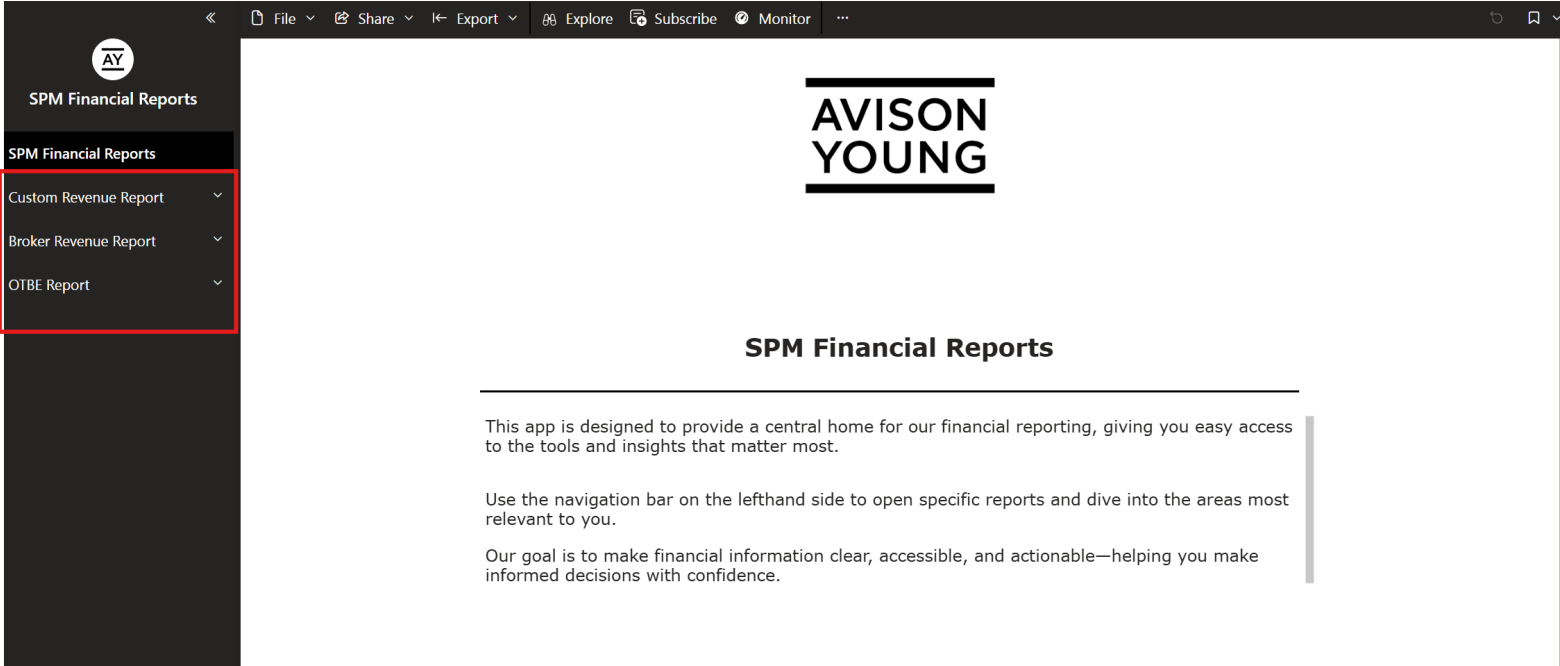 File
Share
Export
Explore
Subscribe
Monitor
AY
SPM Financial Reports
SPM Financial Reports
Custom Revenue Report
Broker Revenue Report
OTBE Report
AVISON
YOUNG
SPM Financial Reports
This app is designed to provide a central home for our financial reporting, giving you easy access
to the tools and insights that matter most.
Use the navigation bar on the lefthand side to open specific reports and dive into the areas most
relevant to you.
Our goal is to make financial information clear, accessible, and actionable—helping you make
informed decisions with confidence.